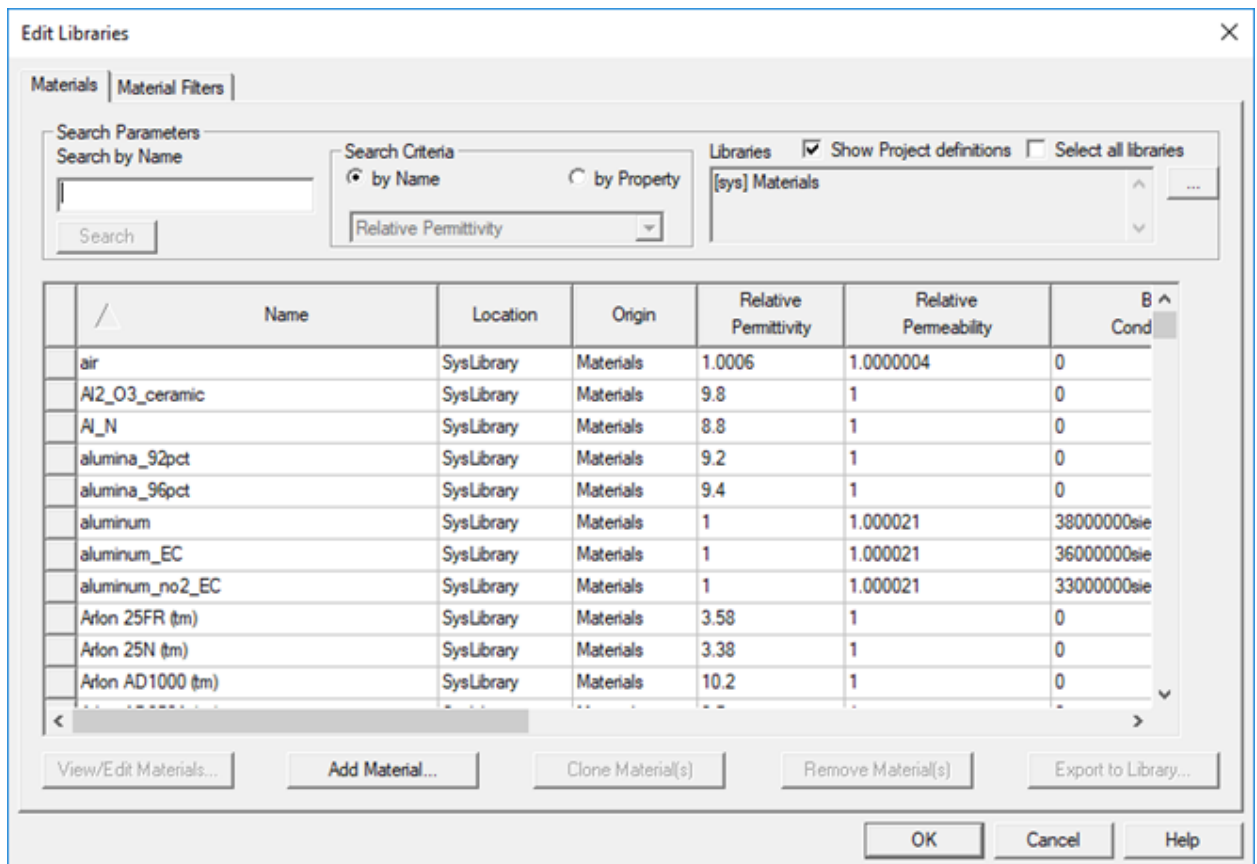 Edit Libraries
Materials
Material Filters
Search Parameters
Search by Name
Search
Search Criteria
by Name
by Property
Relative Permittivity
Libraries
Show Project definitions
Select all libraries
[sys] Materials
...
Name Location Origin Relative Permittivity Relative Permeability B Cond
air SysLibrary Materials 1.0006 1.0000004 0
Al2_O3_ceramic SysLibrary Materials 9.8 1 0
Al_N SysLibrary Materials 8.8 1 0
alumina_92pct SysLibrary Materials 9.2 1 0
alumina_96pct SysLibrary Materials 9.4 1 0
aluminum SysLibrary Materials 1 1.000021 38000000sie
aluminum_EC SysLibrary Materials 1 1.000021 36000000sie
aluminum_no2_EC SysLibrary Materials 1 1.000021 33000000sie
Arlon 25FR (tm) SysLibrary Materials 3.58 1 0
Arlon 25N (tm) SysLibrary Materials 3.38 1 0
Arlon AD1000 (tm) SysLibrary Materials 10.2 1 0
View/Edit Materials...
Add Material...
Clone Material(s)
Remove Material(s)
Export to Library...
OK
Cancel
Help